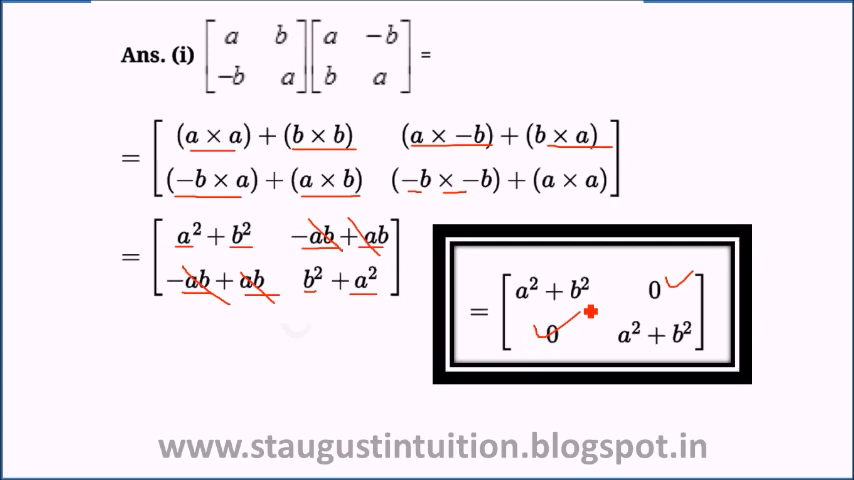 Ans. (i) [a b; −b a] [a −b; b a] =
= [(a × a) + (b × b) (a × −b) + (b × a)
(−b × a) + (a × b) (−b × −b) + (a × a)]
= [a² + b² −ab + ab
−ab + ab b² + a²]
= [a² + b² 0
0 a² + b²]
www.staugustintuition.blogspot.in